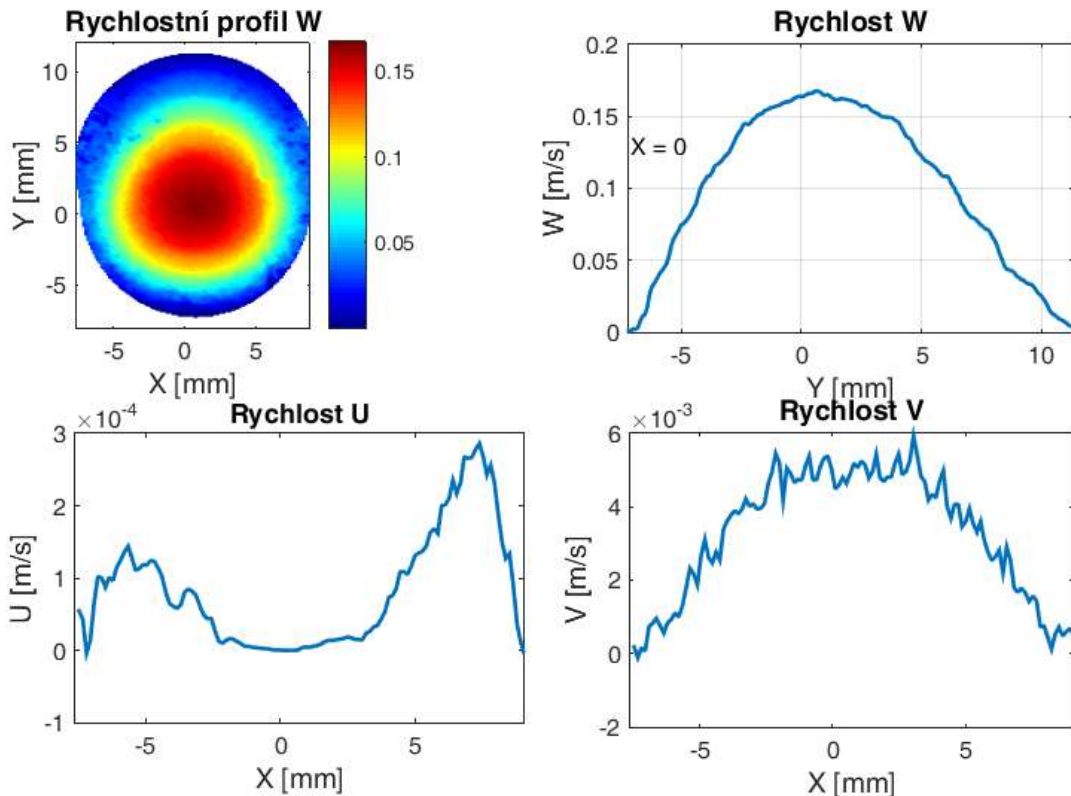 Rychlostní profil W
10
5
0
-5
Y [mm]
-5
0
5
X [mm]
0.15
0.1
0.05
Rychlost W
0.2
0.15
0.1
0.05
0
W [m/s]
X = 0
-5
0
5
10
Y [mm]
Rychlost U
×10⁻⁴
3
2
1
0
-1
U [m/s]
-5
0
5
X [mm]
Rychlost V
×10⁻³
6
4
2
0
-2
V [m/s]
-5
0
5
X [mm]